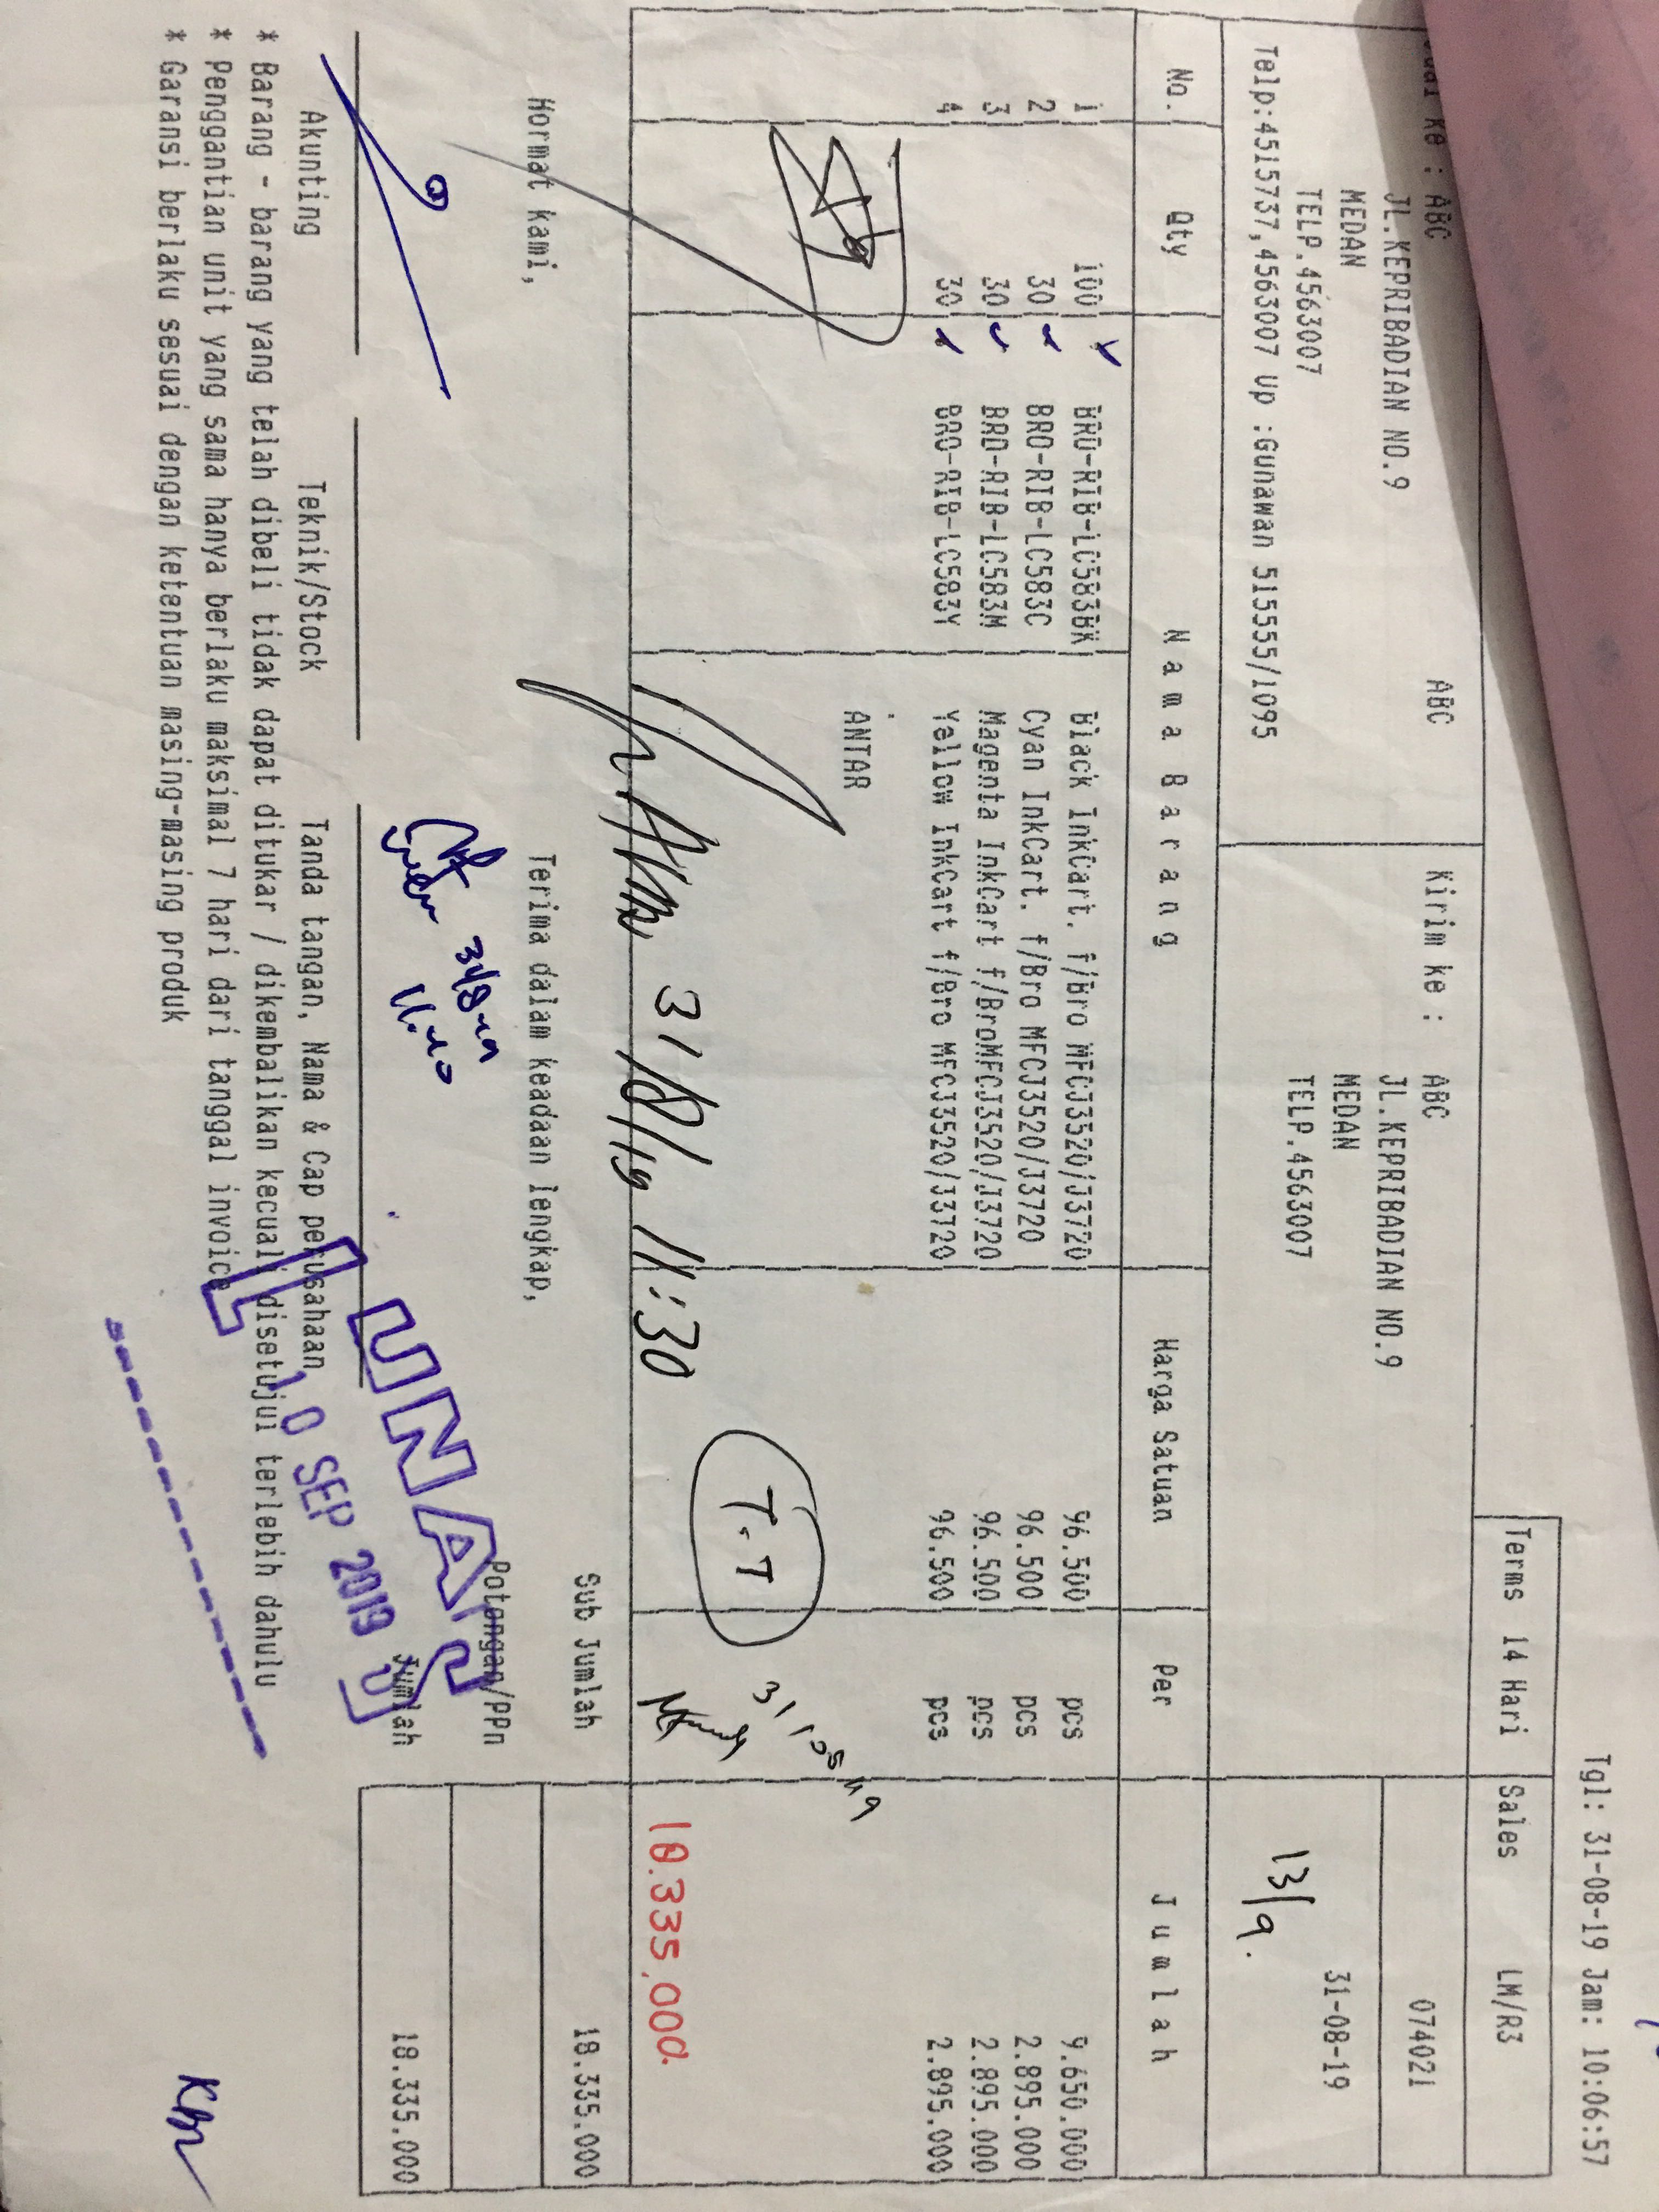 Tgl: 31-08-19 Jam: 10:06:57
Terms 14 Hari Sales LM/R3
ke : ABC ABC Kirim ke : ABC
JL.KEPRIBADIAN NO.9 JL.KEPRIBADIAN NO.9 074021
MEDAN MEDAN 31-08-19
TELP.4563007 TELP.4563007
13/9.
Telp:4515737,4563007 Up :Gunawan 515555/1095
No. Qty Nama Barang Harga Satuan Per Jumlah
1 100 BRO-RIB-LC583BK Black InkCart. f/Bro MFCJ3520/J3720 96.500 pcs 9.650.000
2 30 BRO-RIB-LC583C Cyan InkCart. f/Bro MFCJ3520/J3720 96.500 pcs 2.895.000
3 30 BRO-RIB-LC583M Magenta InkCart f/BroMFCJ3520/J3720 96.500 pcs 2.895.000
4 30 BRO-RIB-LC583Y Yellow InkCart f/Bro MFCJ3520/J3720 96.500 pcs 2.895.000
ANTAR
T.T
31/8/19 11:30
18.335.000
Sub Jumlah 18.335.000
Hormat kami, Terima dalam keadaan lengkap,
Potongan/PPn
31/8-19
Jumlah 18.335.000
LUNAS
10 SEP 2019
Akunting Teknik/Stock Tanda tangan, Nama & Cap perusahaan
* Barang - barang yang telah dibeli tidak dapat ditukar / dikembalikan kecuali disetujui terlebih dahulu
* Penggantian unit yang sama hanya berlaku maksimal 7 hari dari tanggal invoice
* Garansi berlaku sesuai dengan ketentuan masing-masing produk